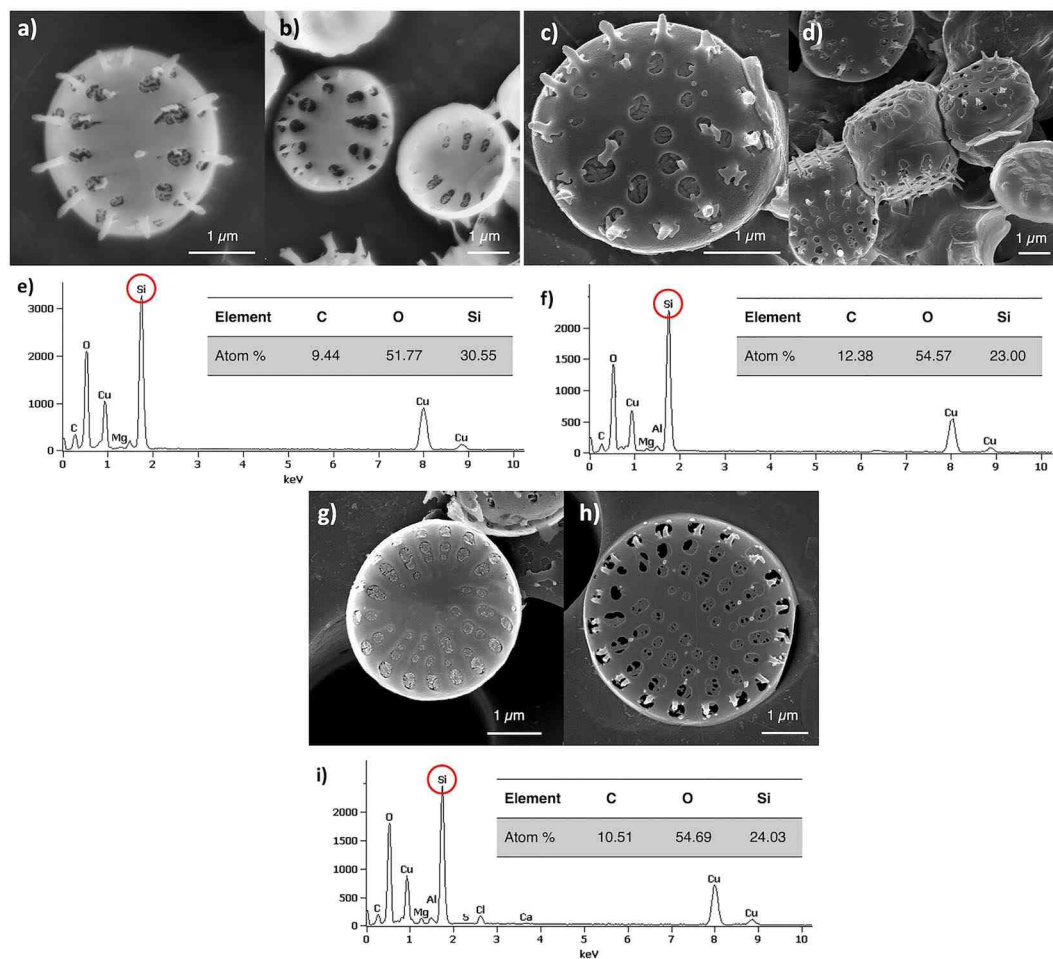 a)
b)
c)
d)
1 µm
1 µm
1 µm
1 µm
e)
Si
3000
2000
1000
0
O
Cu
C
Mg
Cu
Cu
0 1 2 3 4 5 6 7 8 9 10
keV
Element C O Si
Atom % 9.44 51.77 30.55
f)
Si
2000
1500
1000
500
0
O
Cu
C
Mg
Al
Cu
Cu
0 1 2 3 4 5 6 7 8 9 10
keV
Element C O Si
Atom % 12.38 54.57 23.00
g)
h)
1 µm
1 µm
i)
Si
2000
1500
1000
500
0
O
Cu
C
Mg
Al
S
Cl
Ca
Cu
Cu
0 1 2 3 4 5 6 7 8 9 10
keV
Element C O Si
Atom % 10.51 54.69 24.03